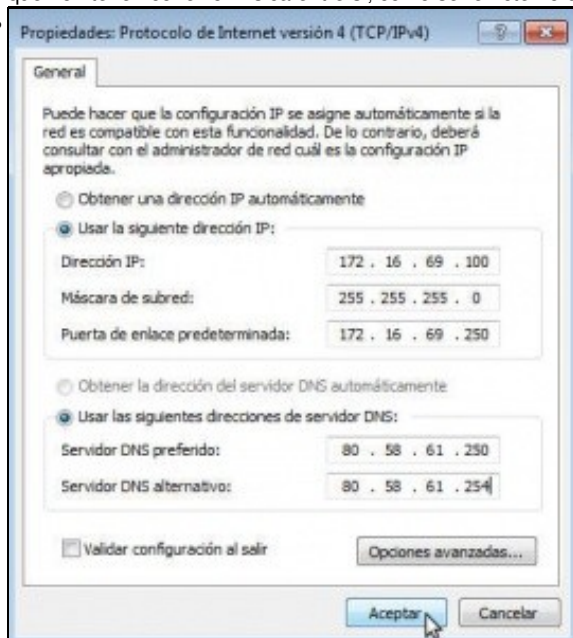 Propiedades: Protocolo de Internet versión 4 (TCP/IPv4)
General
Puede hacer que la configuración IP se asigne automáticamente si la
red es compatible con esta funcionalidad. De lo contrario, deberá
consultar con el administrador de red cuál es la configuración IP
apropiada.
Obtener una dirección IP automáticamente
Usar la siguiente dirección IP:
Dirección IP: 172 . 16 . 69 . 100
Máscara de subred: 255 . 255 . 255 . 0
Puerta de enlace predeterminada: 172 . 16 . 69 . 250
Obtener la dirección del servidor DNS automáticamente
Usar las siguientes direcciones de servidor DNS:
Servidor DNS preferido: 80 . 58 . 61 . 250
Servidor DNS alternativo: 80 . 58 . 61 . 254
Validar configuración al salir Opciones avanzadas...
Aceptar Cancelar